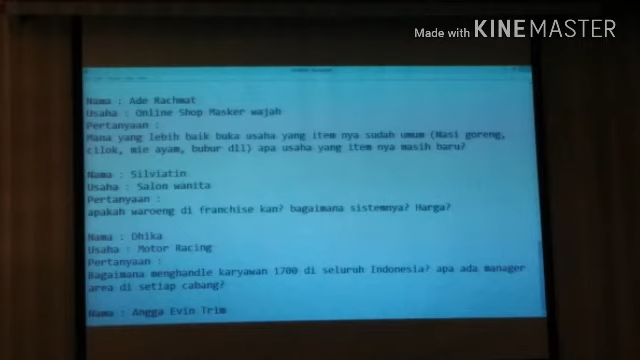 Made with KINEMASTER
Nama : Ade Rachmat
Usaha : Online Shop Masker wajah
Pertanyaan :
Mana yang lebih baik buka usaha yang item nya sudah umum (Nasi goreng,
cilok, mie ayam, bubur dll) apa usaha yang item nya masih baru?
Nama : Silviatin
Usaha : Salon wanita
Pertanyaan :
apakah waroeng di franchise kan? bagaimana sistemnya? Harga?
Nama : Dhika
Usaha : Motor Racing
Pertanyaan :
Bagaimana menghandle karyawan 1700 di seluruh Indonesia? apa ada manager
area di setiap cabang?
Nama : Angga Evin Trim